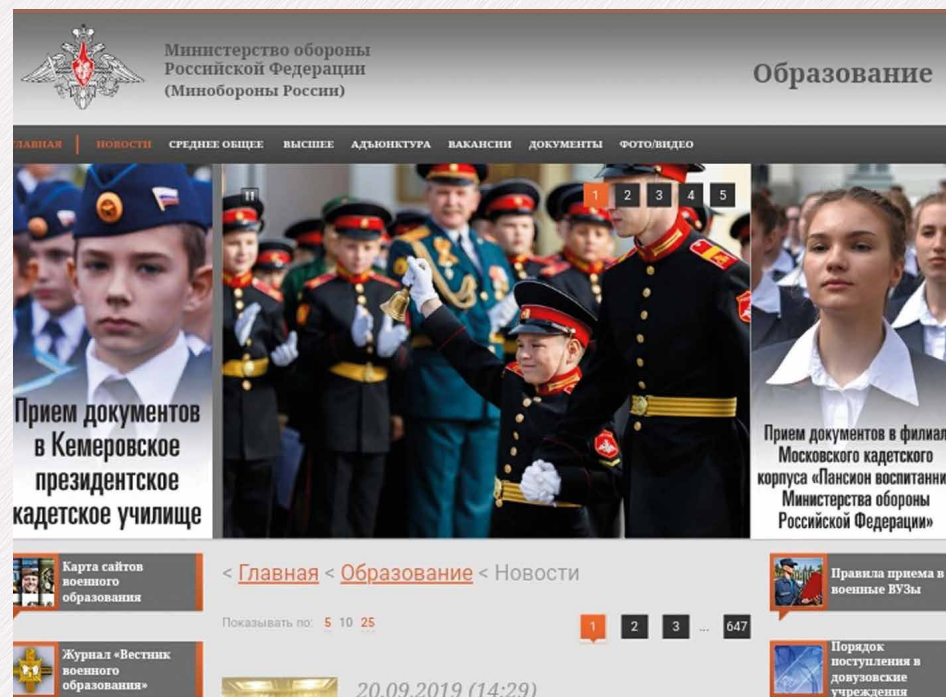 Министерство обороны
Российской Федерации
(Минобороны России)
Образование
ГЛАВНАЯ НОВОСТИ СРЕДНЕЕ ОБЩЕЕ ВЫСШЕЕ АДЪЮНКТУРА ВАКАНСИИ ДОКУМЕНТЫ ФОТО/ВИДЕО
1 2 3 4 5
Прием документов
в Кемеровское
президентское
кадетское училище
Прием документов в филиал
Московского кадетского
корпуса «Пансион воспитанни
Министерства обороны
Российской Федерации»
Карта сайтов
военного
образования
Журнал «Вестник
военного
образования»
< Главная < Образование < Новости
Показывать по: 5 10 25
1 2 3 ... 647
20.09.2019 (14:29)
Правила приема в
военные ВУЗы
Порядок
поступления в
довузовские
учреждения